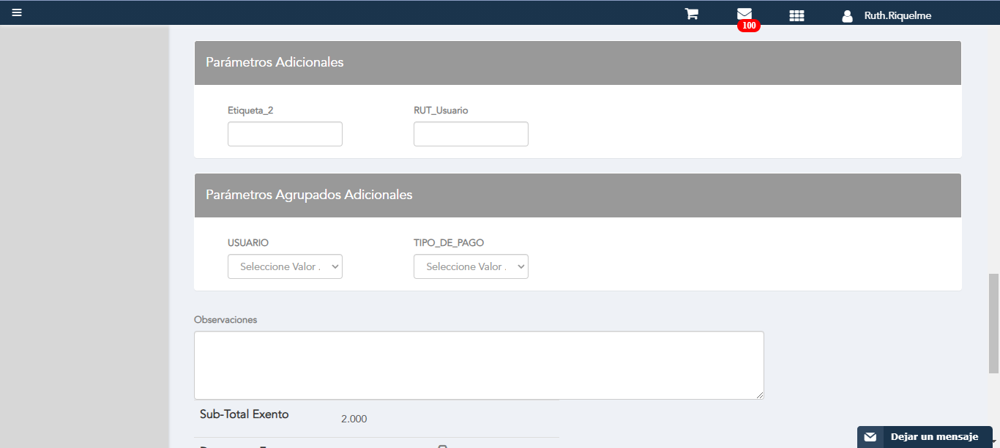 Ruth.Riquelme
100
Parámetros Adicionales
Etiqueta_2 RUT_Usuario
Parámetros Agrupados Adicionales
USUARIO TIPO_DE_PAGO
Seleccione Valor . Seleccione Valor .
Observaciones
Sub-Total Exento 2.000
Dejar un mensaje